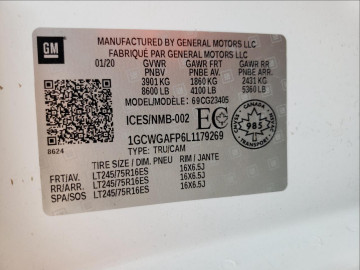 GM
MANUFACTURED BY GENERAL MOTORS LLC
FABRIQUÉ PAR GENERAL MOTORS LLC
01/20 GVWR GAWR FRT GAWR RR
PNBV PNBE AV. PNBE ARR.
3901 KG 1860 KG 2431 KG
8600 LB 4100 LB 5360 LB
MODEL/MODÈLE: 69CG23405
ICES/NMB-002 EC
CANADA
985
1GCWGAFP6L1179269
TYPE: TRU/CAM
8624
TIRE SIZE / DIM. PNEU RIM / JANTE
FRT/AV. LT245/75R16ES 16X6.5J
RR/ARR. LT245/75R16ES 16X6.5J
SPA/SOS LT245/75R16ES 16X6.5J